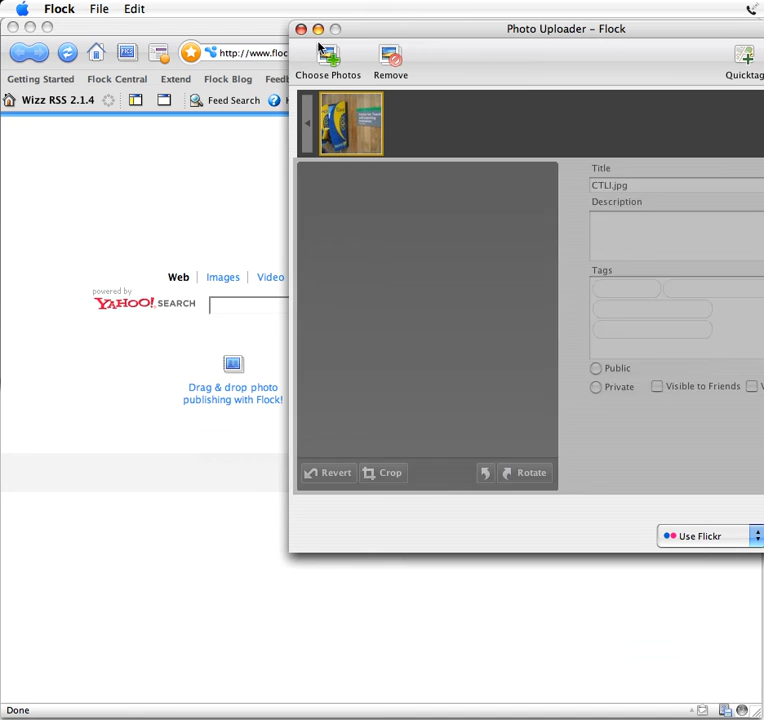 Flock File Edit
http://www.floc
Getting Started Flock Central Extend Flock Blog Feedba
Wizz RSS 2.1.4 Feed Search
Web Images Video
powered by
YAHOO! SEARCH
Drag & drop photo
publishing with Flock!
Done
Photo Uploader – Flock
Choose Photos Remove Quicktag
Title
CTLI.jpg
Description
Tags
Public
Private Visible to Friends
Revert Crop Rotate
Use Flickr